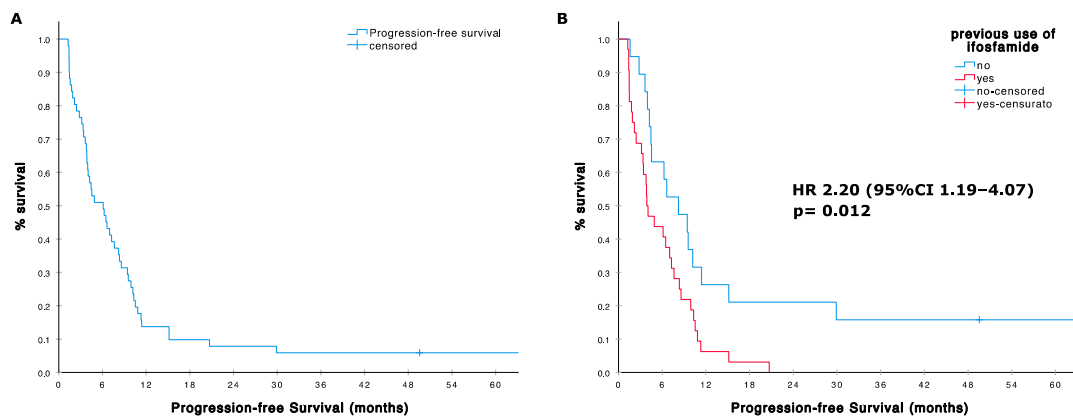 A
Progression-free survival
censored
% survival
1.0
0.9
0.8
0.7
0.6
0.5
0.4
0.3
0.2
0.1
0.0
0 6 12 18 24 30 36 42 48 54 60
Progression-free Survival (months)
B
previous use of
ifosfamide
no
yes
no-censored
yes-censurato
% survival
1.0
0.9
0.8
0.7
0.6
0.5
0.4
0.3
0.2
0.1
0.0
HR 2.20 (95%CI 1.19–4.07)
p= 0.012
0 6 12 18 24 30 36 42 48 54 60
Progression-free Survival (months)